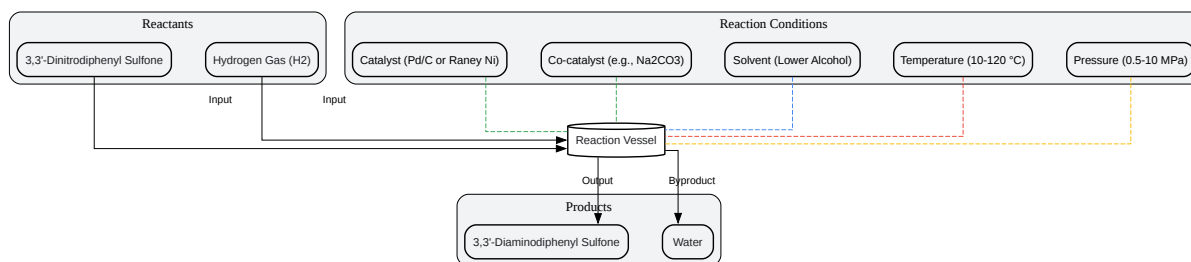 Reactants
Reaction Conditions
3,3'-Dinitrodiphenyl Sulfone
Hydrogen Gas (H2)
Catalyst (Pd/C or Raney Ni)
Co-catalyst (e.g., Na2CO3)
Solvent (Lower Alcohol)
Temperature (10-120 °C)
Pressure (0.5-10 MPa)
Input
Input
Reaction Vessel
Output
Byproduct
Products
3,3'-Diaminodiphenyl Sulfone
Water